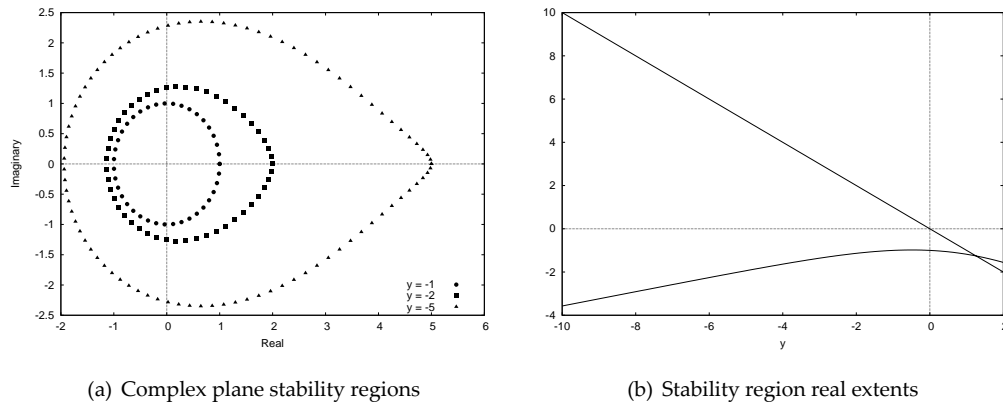 2.5
2
1.5
1
0.5
0
-0.5
-1
-1.5
-2
-2.5
Imaginary
y = -1
y = -2
y = -5
-2 -1 0 1 2 3 4 5 6
Real
(a) Complex plane stability regions
10
8
6
4
2
0
-2
-4
-10 -8 -6 -4 -2 0 2
y
(b) Stability region real extents